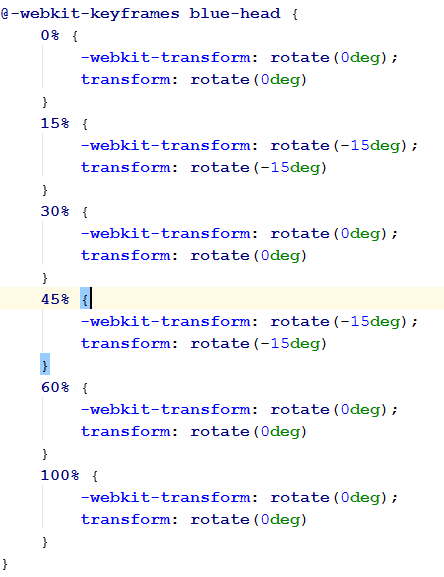 @-webkit-keyframes blue-head {
    0% {
        -webkit-transform: rotate(0deg);
        transform: rotate(0deg)
    }
    15% {
        -webkit-transform: rotate(-15deg);
        transform: rotate(-15deg)
    }
    30% {
        -webkit-transform: rotate(0deg);
        transform: rotate(0deg)
    }
    45% {
        -webkit-transform: rotate(-15deg);
        transform: rotate(-15deg)
    }
    60% {
        -webkit-transform: rotate(0deg);
        transform: rotate(0deg)
    }
    100% {
        -webkit-transform: rotate(0deg);
        transform: rotate(0deg)
    }
}